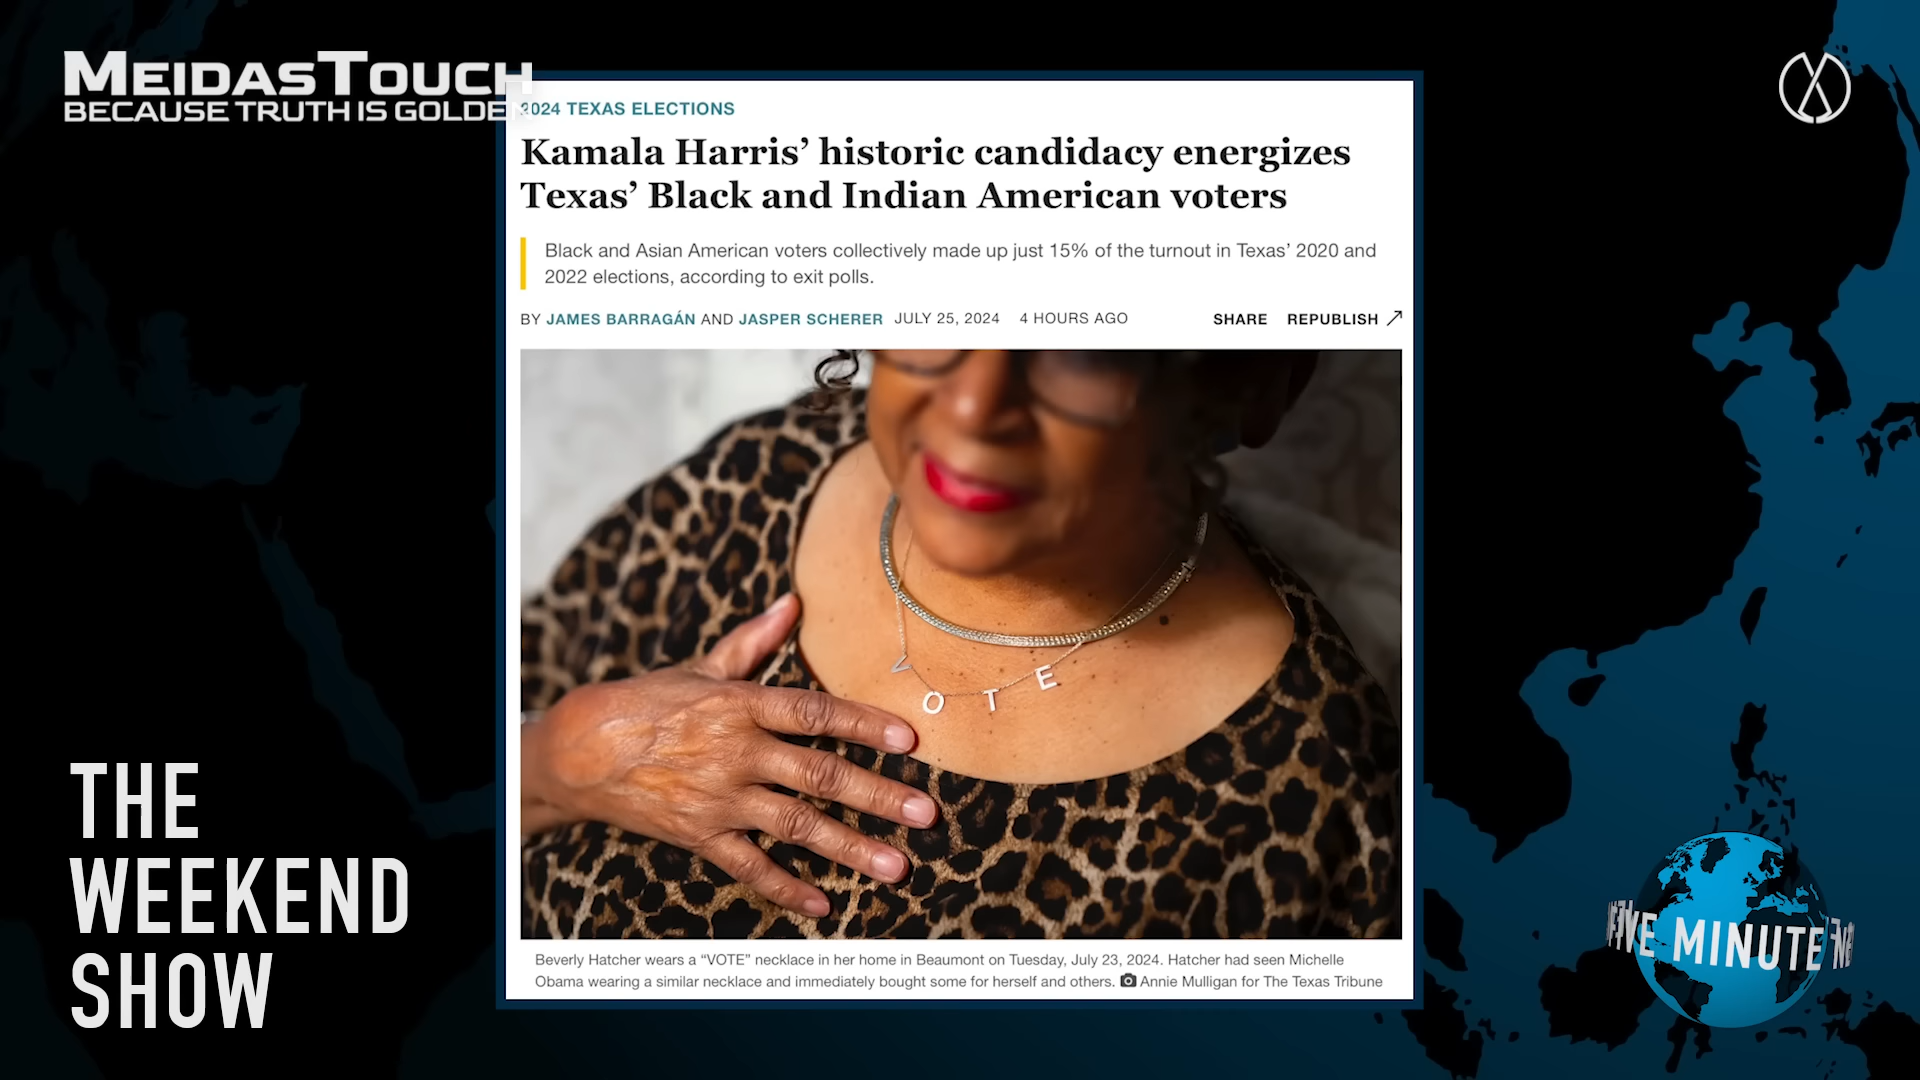 MEIDASTOUCH
BECAUSE TRUTH IS GOLDEN
2024 TEXAS ELECTIONS
Kamala Harris’ historic candidacy energizes
Texas’ Black and Indian American voters
Black and Asian American voters collectively made up just 15% of the turnout in Texas’ 2020 and
2022 elections, according to exit polls.
BY JAMES BARRAGÁN AND JASPER SCHERER JULY 25, 2024 4 HOURS AGO SHARE REPUBLISH
V O T E
Beverly Hatcher wears a “VOTE” necklace in her home in Beaumont on Tuesday, July 23, 2024. Hatcher had seen Michelle
Obama wearing a similar necklace and immediately bought some for herself and others. Annie Mulligan for The Texas Tribune
THE
WEEKEND
SHOW
FIVE MINUTE